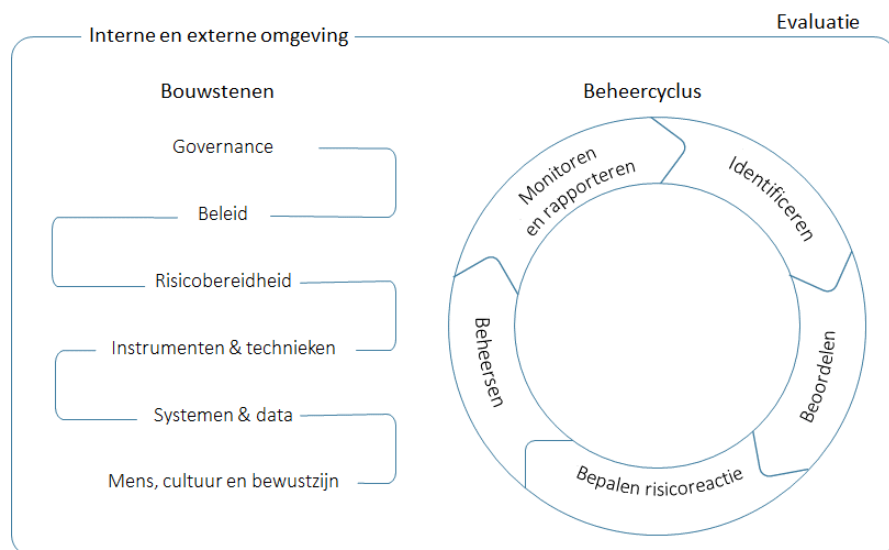 Evaluatie
Interne en externe omgeving
Bouwstenen
Governance
Beleid
Risicobereidheid
Instrumenten & technieken
Systemen & data
Mens, cultuur en bewustzijn
Beheercyclus
Identificeren
Beoordelen
Bepalen risicoreactie
Beheersen
Monitoren
en rapporteren